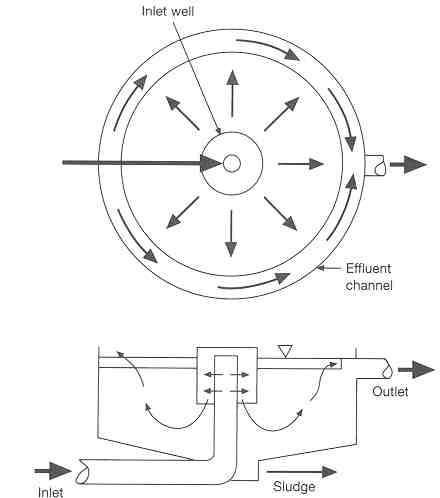 Inlet well
Effluent
channel
Outlet
Inlet
Sludge